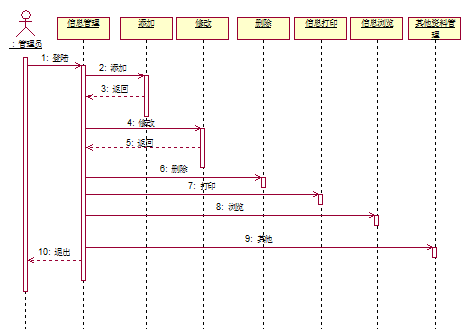 信息管理
添加
修改
删除
信息打印
信息浏览
其他资料管
理
: 管理员
1: 登陆
2: 添加
3: 返回
4: 修改
5: 返回
6: 删除
7: 打印
8: 浏览
9: 其他
10: 退出